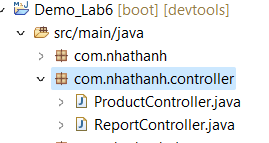 Demo_Lab6 [boot] [devtools]
src/main/java
com.nhathanh
com.nhathanh.controller
ProductController.java
ReportController.java